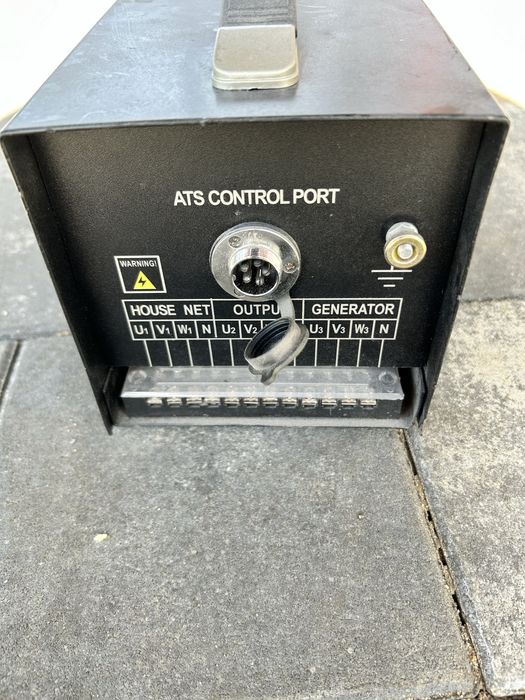 ATS CONTROL PORT
WARNING!
HOUSE NET OUTPU GENERATOR
U1 V1 W1 N U2 V2 U3 V3 W3 N